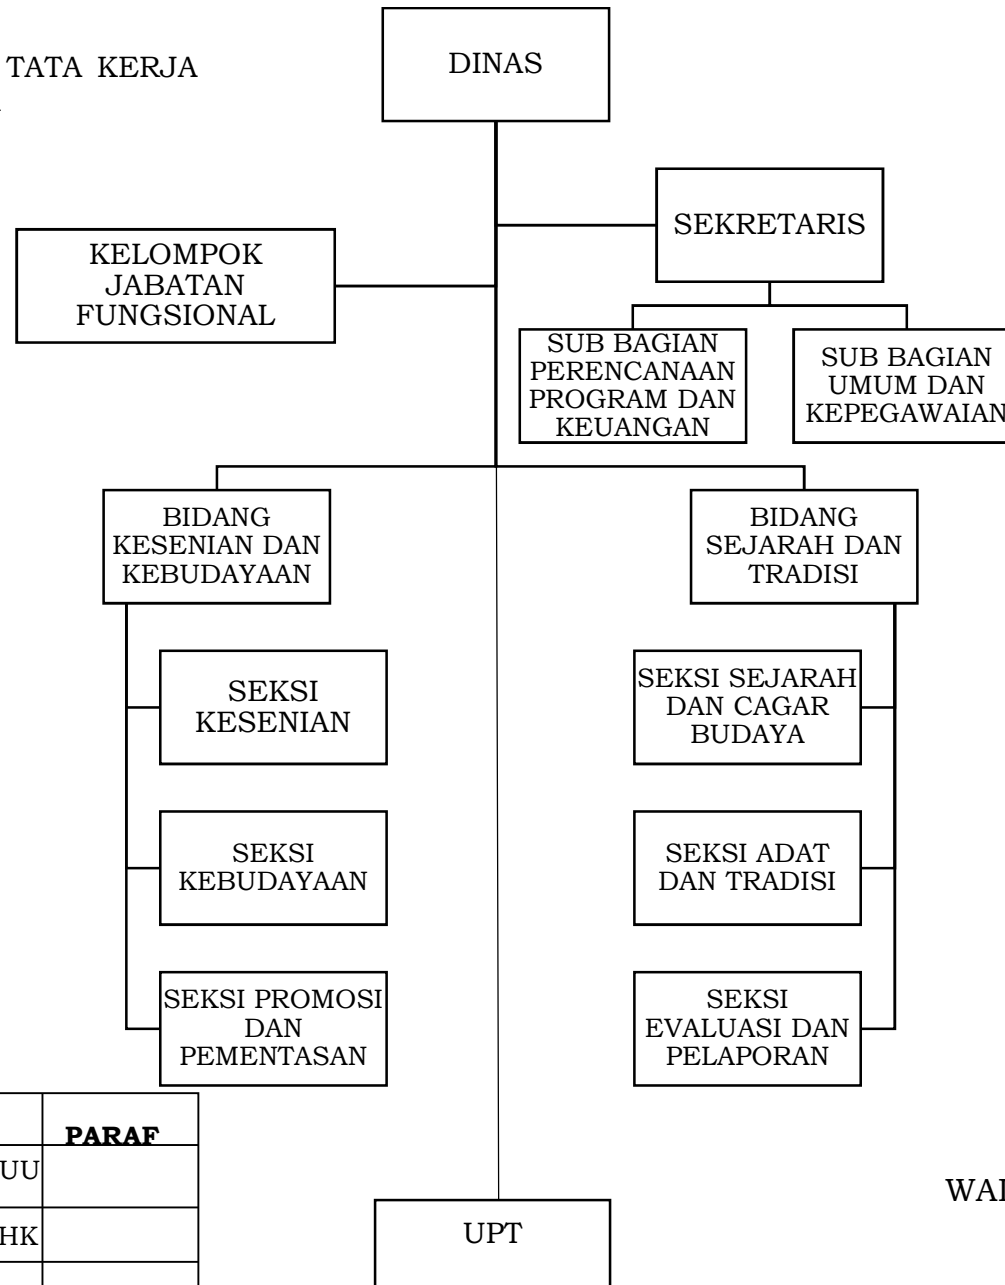 TATA KERJA
DINAS
SEKRETARIS
KELOMPOK
JABATAN
FUNGSIONAL
SUB BAGIAN
PERENCANAAN
PROGRAM DAN
KEUANGAN
SUB BAGIAN
UMUM DAN
KEPEGAWAIAN
BIDANG
KESENIAN DAN
KEBUDAYAAN
BIDANG
SEJARAH DAN
TRADISI
SEKSI
KESENIAN
SEKSI SEJARAH
DAN CAGAR
BUDAYA
SEKSI
KEBUDAYAAN
SEKSI ADAT
DAN TRADISI
SEKSI PROMOSI
DAN
PEMENTASAN
SEKSI
EVALUASI DAN
PELAPORAN
PARAF
UU
HK
UPT